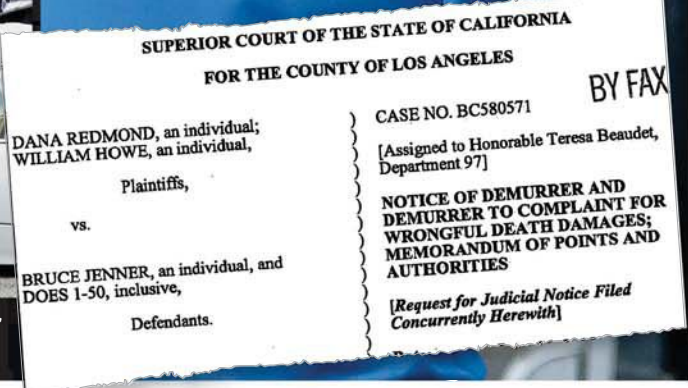 SUPERIOR COURT OF THE STATE OF CALIFORNIA
FOR THE COUNTY OF LOS ANGELES
BY FAX
DANA REDMOND, an individual;
WILLIAM HOWE, an individual,
Plaintiffs,
vs.
BRUCE JENNER, an individual, and
DOES 1-50, inclusive,
Defendants.
)
)
)
)
)
)
)
)
)
)
)
)
)
)
CASE NO. BC580571
[Assigned to Honorable Teresa Beaudet,
Department 97]
NOTICE OF DEMURRER AND
DEMURRER TO COMPLAINT FOR
WRONGFUL DEATH DAMAGES;
MEMORANDUM OF POINTS AND
AUTHORITIES
[Request for Judicial Notice Filed
Concurrently Herewith]